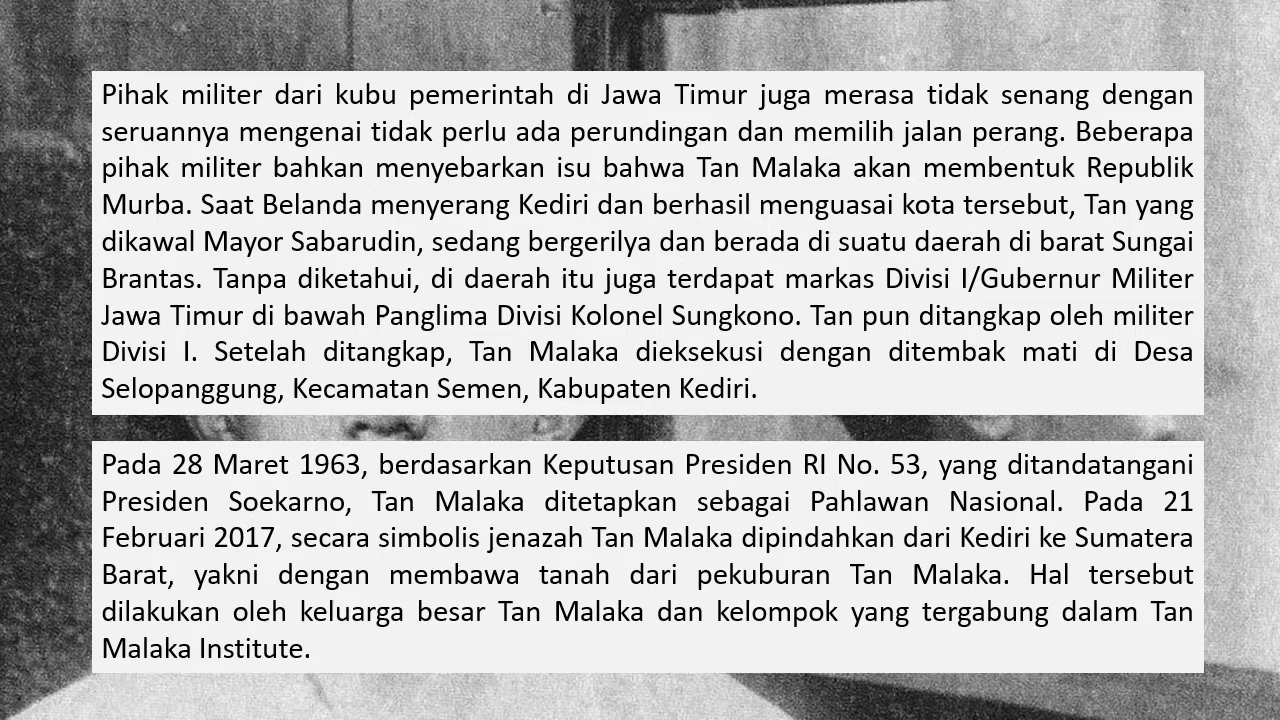 Pihak militer dari kubu pemerintah di Jawa Timur juga merasa tidak senang dengan
seruannya mengenai tidak perlu ada perundingan dan memilih jalan perang. Beberapa
pihak militer bahkan menyebarkan isu bahwa Tan Malaka akan membentuk Republik
Murba. Saat Belanda menyerang Kediri dan berhasil menguasai kota tersebut, Tan yang
dikawal Mayor Sabarudin, sedang bergerilya dan berada di suatu daerah di barat Sungai
Brantas. Tanpa diketahui, di daerah itu juga terdapat markas Divisi I/Gubernur Militer
Jawa Timur di bawah Panglima Divisi Kolonel Sungkono. Tan pun ditangkap oleh militer
Divisi I. Setelah ditangkap, Tan Malaka dieksekusi dengan ditembak mati di Desa
Selopanggung, Kecamatan Semen, Kabupaten Kediri.
Pada 28 Maret 1963, berdasarkan Keputusan Presiden RI No. 53, yang ditandatangani
Presiden Soekarno, Tan Malaka ditetapkan sebagai Pahlawan Nasional. Pada 21
Februari 2017, secara simbolis jenazah Tan Malaka dipindahkan dari Kediri ke Sumatera
Barat, yakni dengan membawa tanah dari pekuburan Tan Malaka. Hal tersebut
dilakukan oleh keluarga besar Tan Malaka dan kelompok yang tergabung dalam Tan
Malaka Institute.